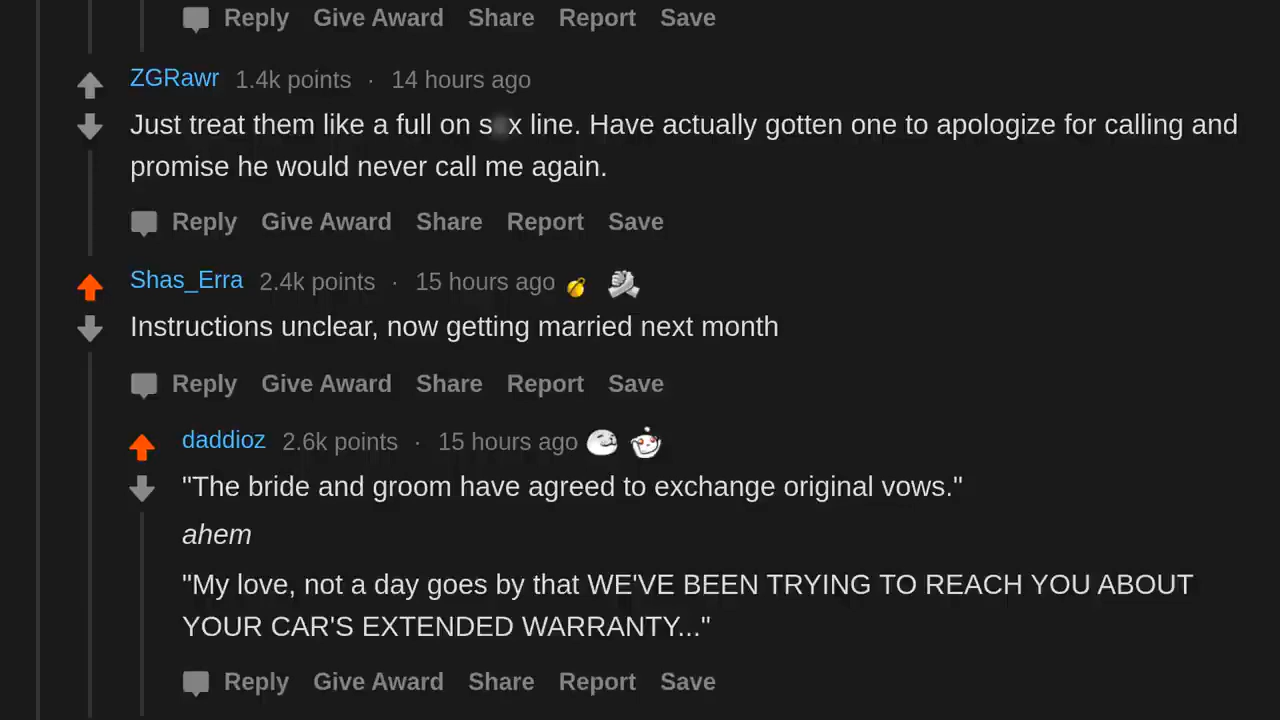 Reply Give Award Share Report Save
ZGRawr 1.4k points · 14 hours ago
Just treat them like a full on s x line. Have actually gotten one to apologize for calling and
promise he would never call me again.
Reply Give Award Share Report Save
Shas_Erra 2.4k points · 15 hours ago
Instructions unclear, now getting married next month
Reply Give Award Share Report Save
daddioz 2.6k points · 15 hours ago
"The bride and groom have agreed to exchange original vows."
ahem
"My love, not a day goes by that WE'VE BEEN TRYING TO REACH YOU ABOUT
YOUR CAR'S EXTENDED WARRANTY..."
Reply Give Award Share Report Save